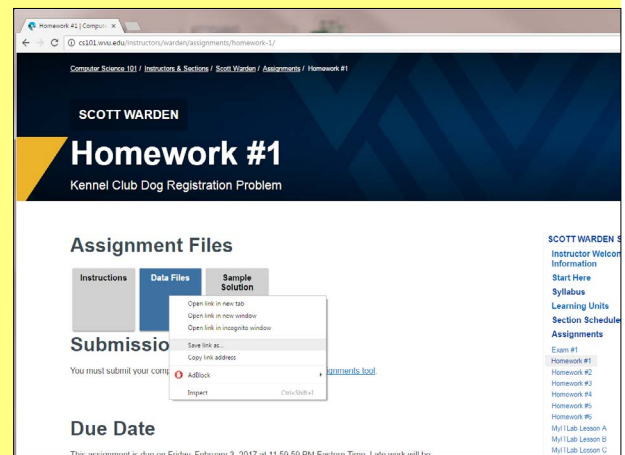 Homework #1 | Compute
cs101.wvu.edu/instructors/warden/assignments/homework-1/
Computer Science 101 / Instructors & Sections / Scott Warden / Assignments / Homework #1
SCOTT WARDEN
Homework #1
Kennel Club Dog Registration Problem
Assignment Files
Instructions
Data Files
Sample
Solution
Open link in new tab
Open link in new window
Open link in incognito window
Save link as...
Copy link address
AdBlock
Inspect Ctrl+Shift+I
Submissio
You must submit your comp
gnments tool.
Due Date
This assignment is due on Friday, February 3, 2017 at 11:59:59 PM Eastern Time. Late work will be
SCOTT WARDEN S
Instructor Welcom
Information
Start Here
Syllabus
Learning Units
Section Schedule
Assignments
Exam #1
Homework #1
Homework #2
Homework #3
Homework #4
Homework #5
Homework #6
MyITLab Lesson A
MyITLab Lesson B
MyITLab Lesson C